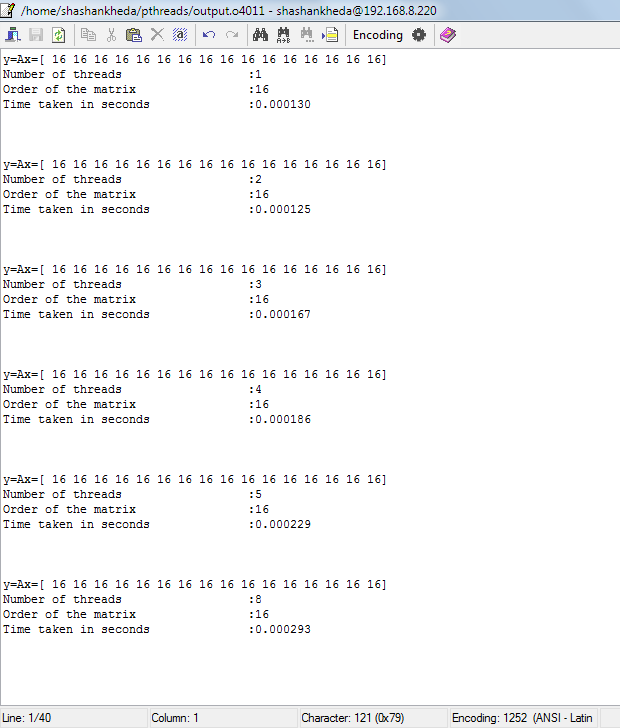 /home/shashankheda/pthreads/output.o4011 - shashankheda@192.168.8.220
Encoding
y=Ax=[ 16 16 16 16 16 16 16 16 16 16 16 16 16 16 16 16]
Number of threads :1
Order of the matrix :16
Time taken in seconds :0.000130
y=Ax=[ 16 16 16 16 16 16 16 16 16 16 16 16 16 16 16 16]
Number of threads :2
Order of the matrix :16
Time taken in seconds :0.000125
y=Ax=[ 16 16 16 16 16 16 16 16 16 16 16 16 16 16 16 16]
Number of threads :3
Order of the matrix :16
Time taken in seconds :0.000167
y=Ax=[ 16 16 16 16 16 16 16 16 16 16 16 16 16 16 16 16]
Number of threads :4
Order of the matrix :16
Time taken in seconds :0.000186
y=Ax=[ 16 16 16 16 16 16 16 16 16 16 16 16 16 16 16 16]
Number of threads :5
Order of the matrix :16
Time taken in seconds :0.000229
y=Ax=[ 16 16 16 16 16 16 16 16 16 16 16 16 16 16 16 16]
Number of threads :8
Order of the matrix :16
Time taken in seconds :0.000293
Line: 1/40 Column: 1 Character: 121 (0x79) Encoding: 1252 (ANSI - Latin